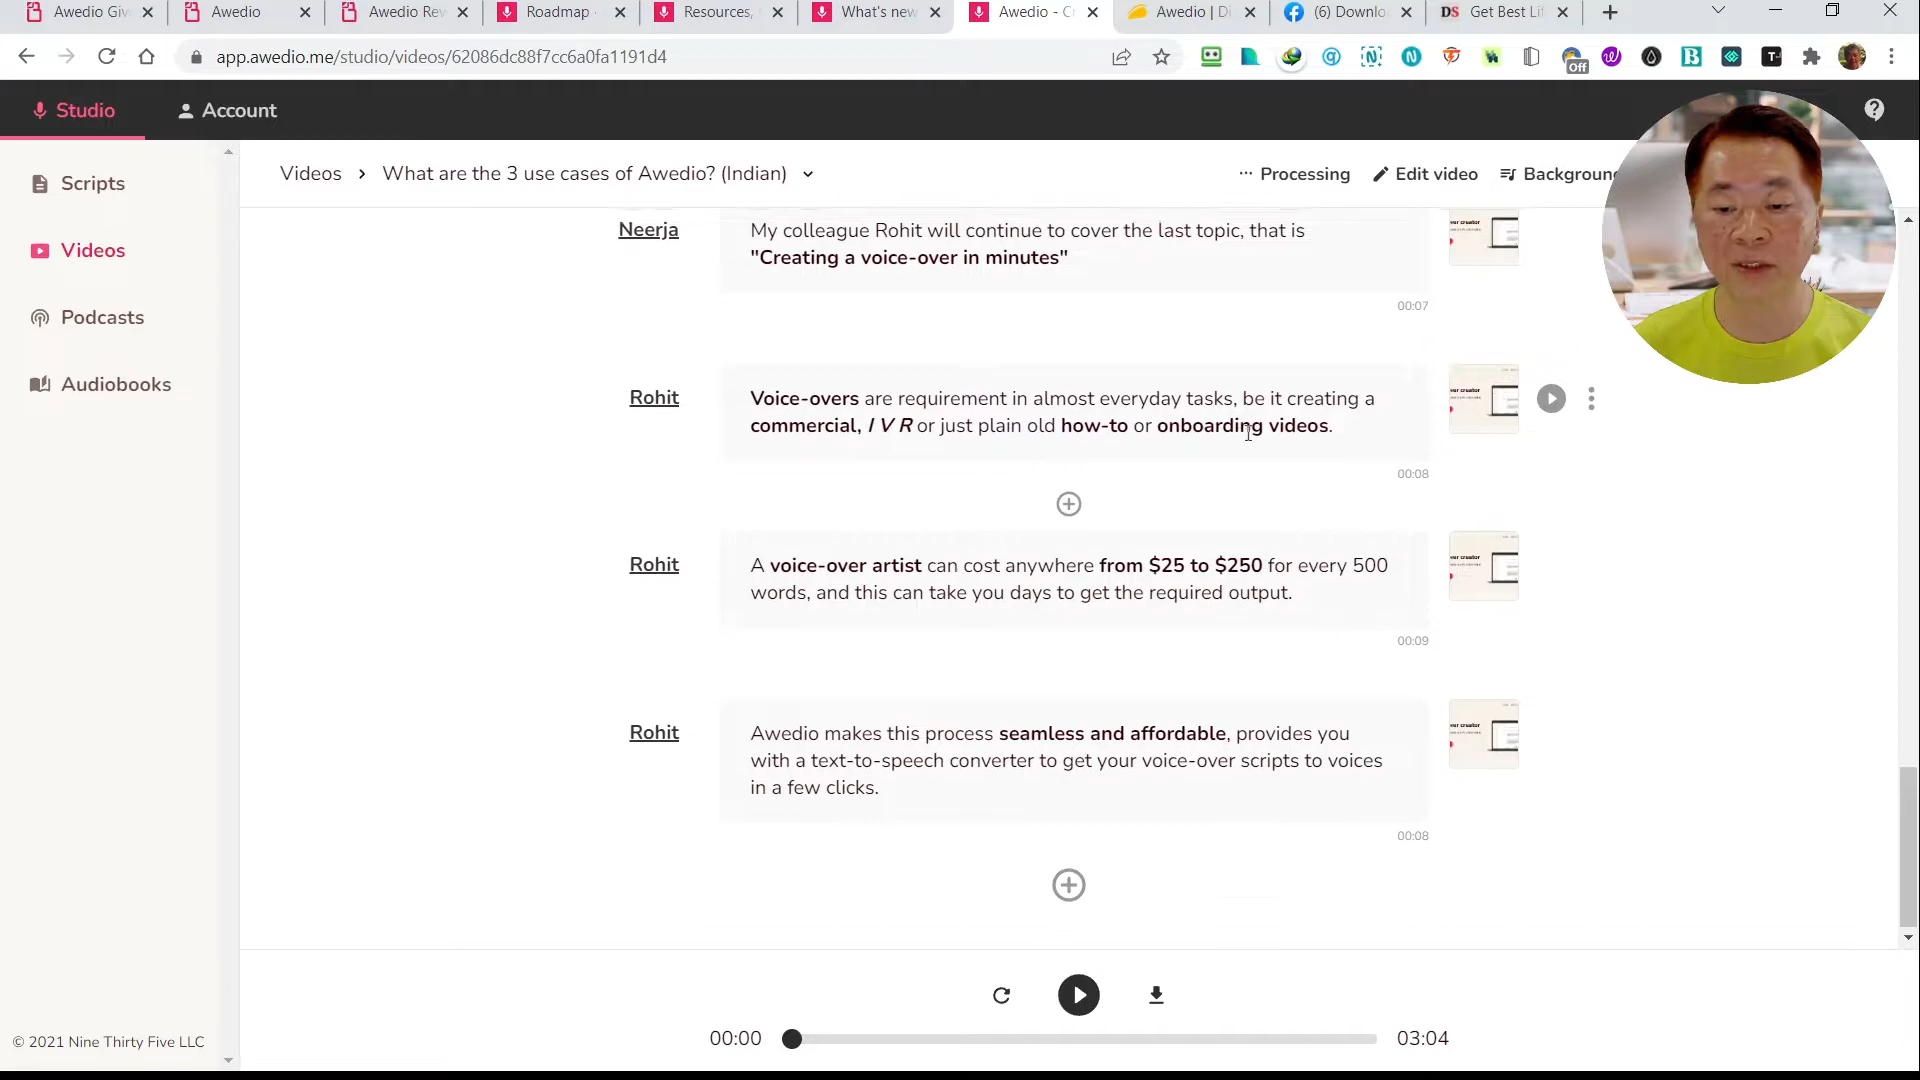 Awedio Giv
Awedio
Awedio Rev
Roadmap
Resources,
What's new
Awedio - C
Awedio | D
(6) Downlo
DS Get Best Li
app.awedio.me/studio/videos/62086dc88f7cc6a0fa1191d4
Off
Studio
Account
Scripts
Videos
Podcasts
Audiobooks
Videos > What are the 3 use cases of Awedio? (Indian)
Processing
Edit video
Backgroun
Neerja
My colleague Rohit will continue to cover the last topic, that is
"Creating a voice-over in minutes"
00:07
Rohit
Voice-overs are requirement in almost everyday tasks, be it creating a
commercial, I V R or just plain old how-to or onboarding videos.
00:08
Rohit
A voice-over artist can cost anywhere from $25 to $250 for every 500
words, and this can take you days to get the required output.
00:09
Rohit
Awedio makes this process seamless and affordable, provides you
with a text-to-speech converter to get your voice-over scripts to voices
in a few clicks.
00:08
00:00
03:04
© 2021 Nine Thirty Five LLC